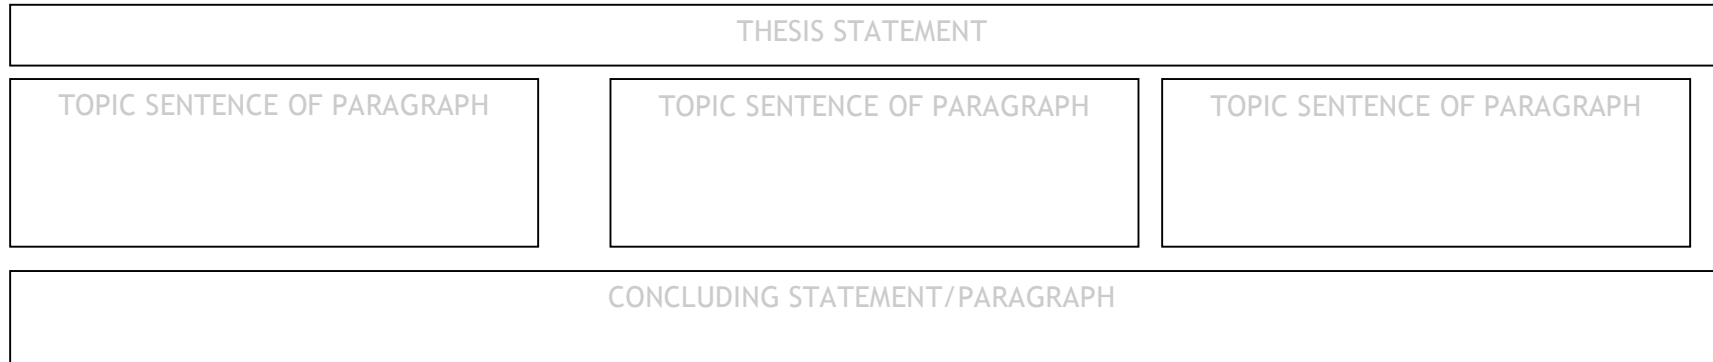 THESIS STATEMENT
TOPIC SENTENCE OF PARAGRAPH
TOPIC SENTENCE OF PARAGRAPH
TOPIC SENTENCE OF PARAGRAPH
CONCLUDING STATEMENT/PARAGRAPH